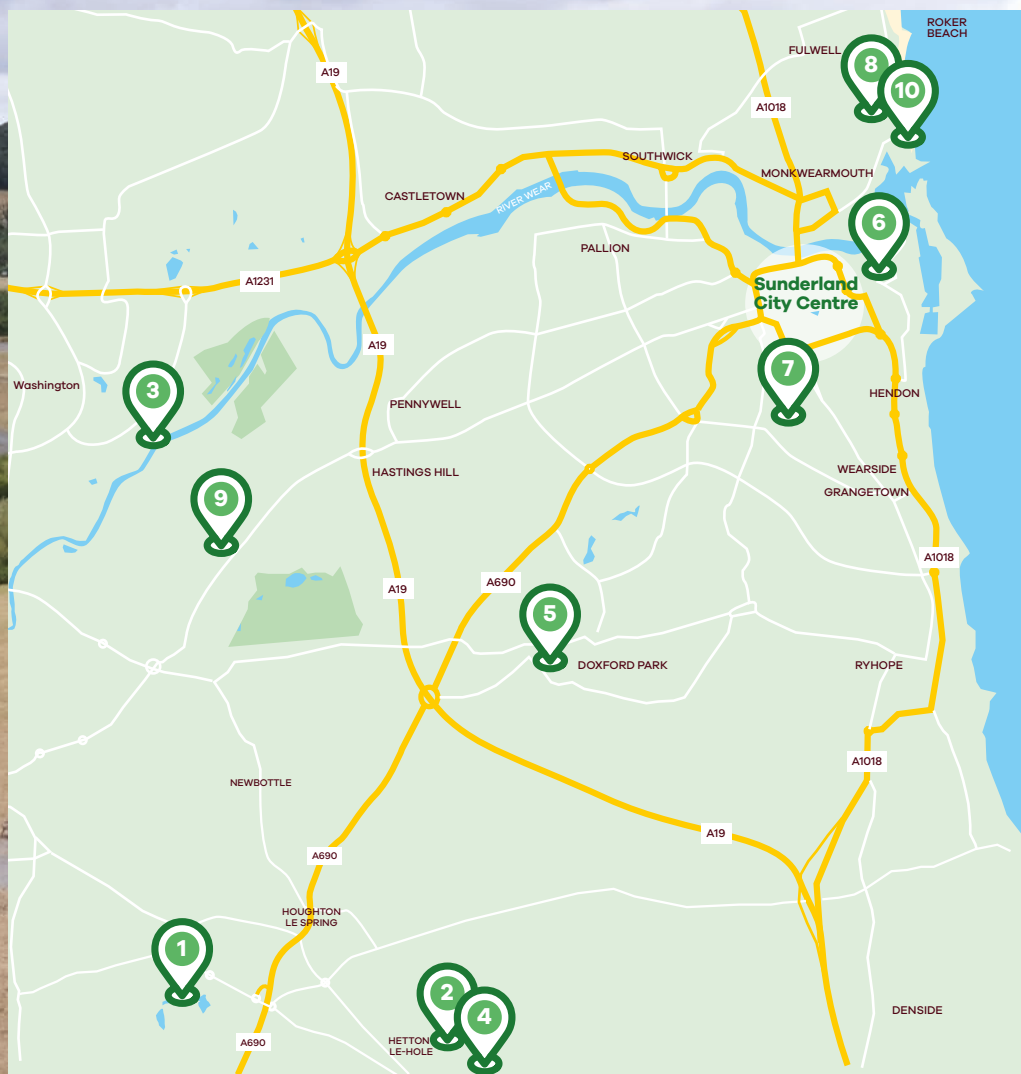 ROKER
BEACH
FULWELL
8
A19
10
A1018
SOUTHWICK
MONKWEARMOUTH
CASTLETOWN
RIVER WEAR
6
PALLION
A1231
Sunderland
City Centre
A19
7
Washington
3
HENDON
PENNYWELL
WEARSIDE
HASTINGS HILL
GRANGETOWN
9
A1018
A690
A19
5
DOXFORD PARK
RYHOPE
A1018
NEWBOTTLE
A19
A690
HOUGHTON
LE SPRING
1
2
DENSIDE
4
HETTON
LE-HOLE
A690